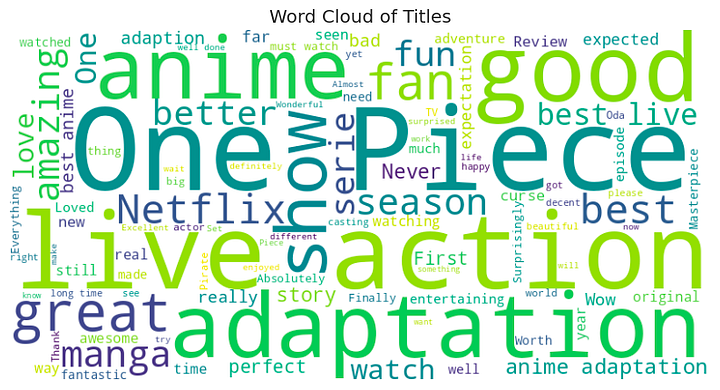 Word Cloud of Titles
watched
One
adaption
well done
far
must watch
seen
yet
bad
fun
adventure
Review
expected
anime
fan
good
love
amazing
best anime
better
Almost
Wonderful
need
TV
surprised
expectation
best
live
Oda
episode
Masterpiece
One Piece
thing
wait
big
definitely
show
serie
much
work
Never
life
happy
Everything
Loved
new
Netflix
Excellent
actor
Set
Piece
different
casting
season
watching
curse
got
decent
best
please
beautiful
now
right
make
still
real
made
Pirate
enjoyed
Absolutely
something
First
Surprisingly
will
live action
know
long time
see
really
story
Finally
entertaining
world
Wow
year
original
great
adaptation
want
Worth
Thank
awesome
try
manga
way
fantastic
time
perfect
watch
well
anime adaptation